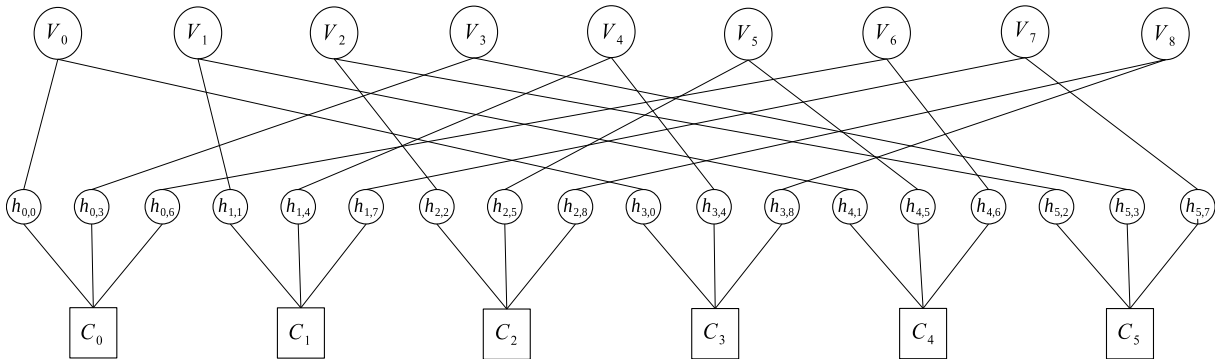 V₀ V₁ V₂ V₃ V₄ V₅ V₆ V₇ V₈
h₀,₀ h₀,₃ h₀,₆ h₁,₁ h₁,₄ h₁,₇ h₂,₂ h₂,₅ h₂,₈ h₃,₀ h₃,₄ h₃,₈ h₄,₁ h₄,₅ h₄,₆ h₅,₂ h₅,₃ h₅,₇
C₀ C₁ C₂ C₃ C₄ C₅